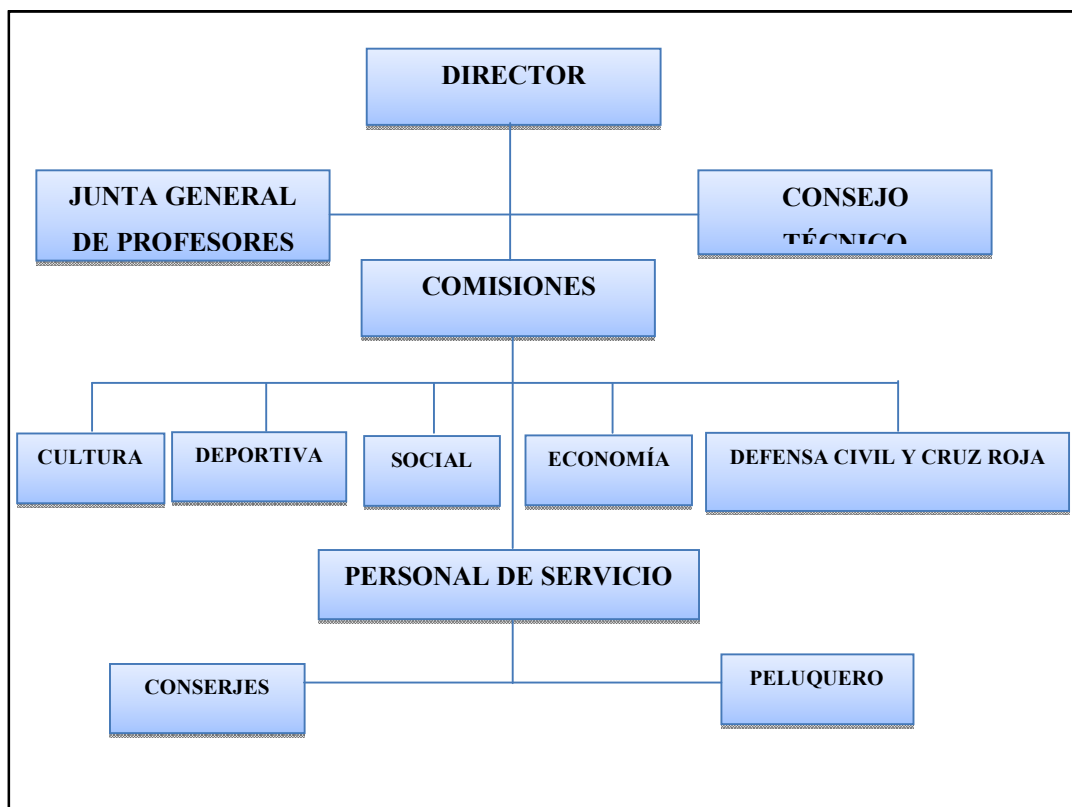 DIRECTOR
JUNTA GENERAL
DE PROFESORES
CONSEJO
TÉCNICO
COMISIONES
CULTURA
DEPORTIVA
SOCIAL
ECONOMÍA
DEFENSA CIVIL Y CRUZ ROJA
PERSONAL DE SERVICIO
CONSERJES
PELUQUERO